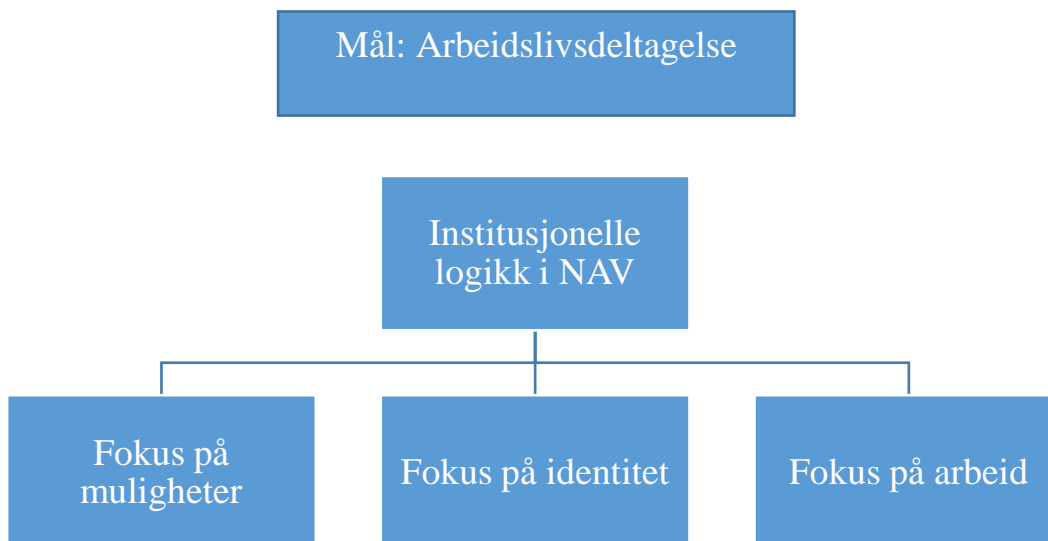 Mål: Arbeidslivsdeltagelse
Institusjonelle
logikk i NAV
Fokus på
muligheter
Fokus på identitet
Fokus på arbeid